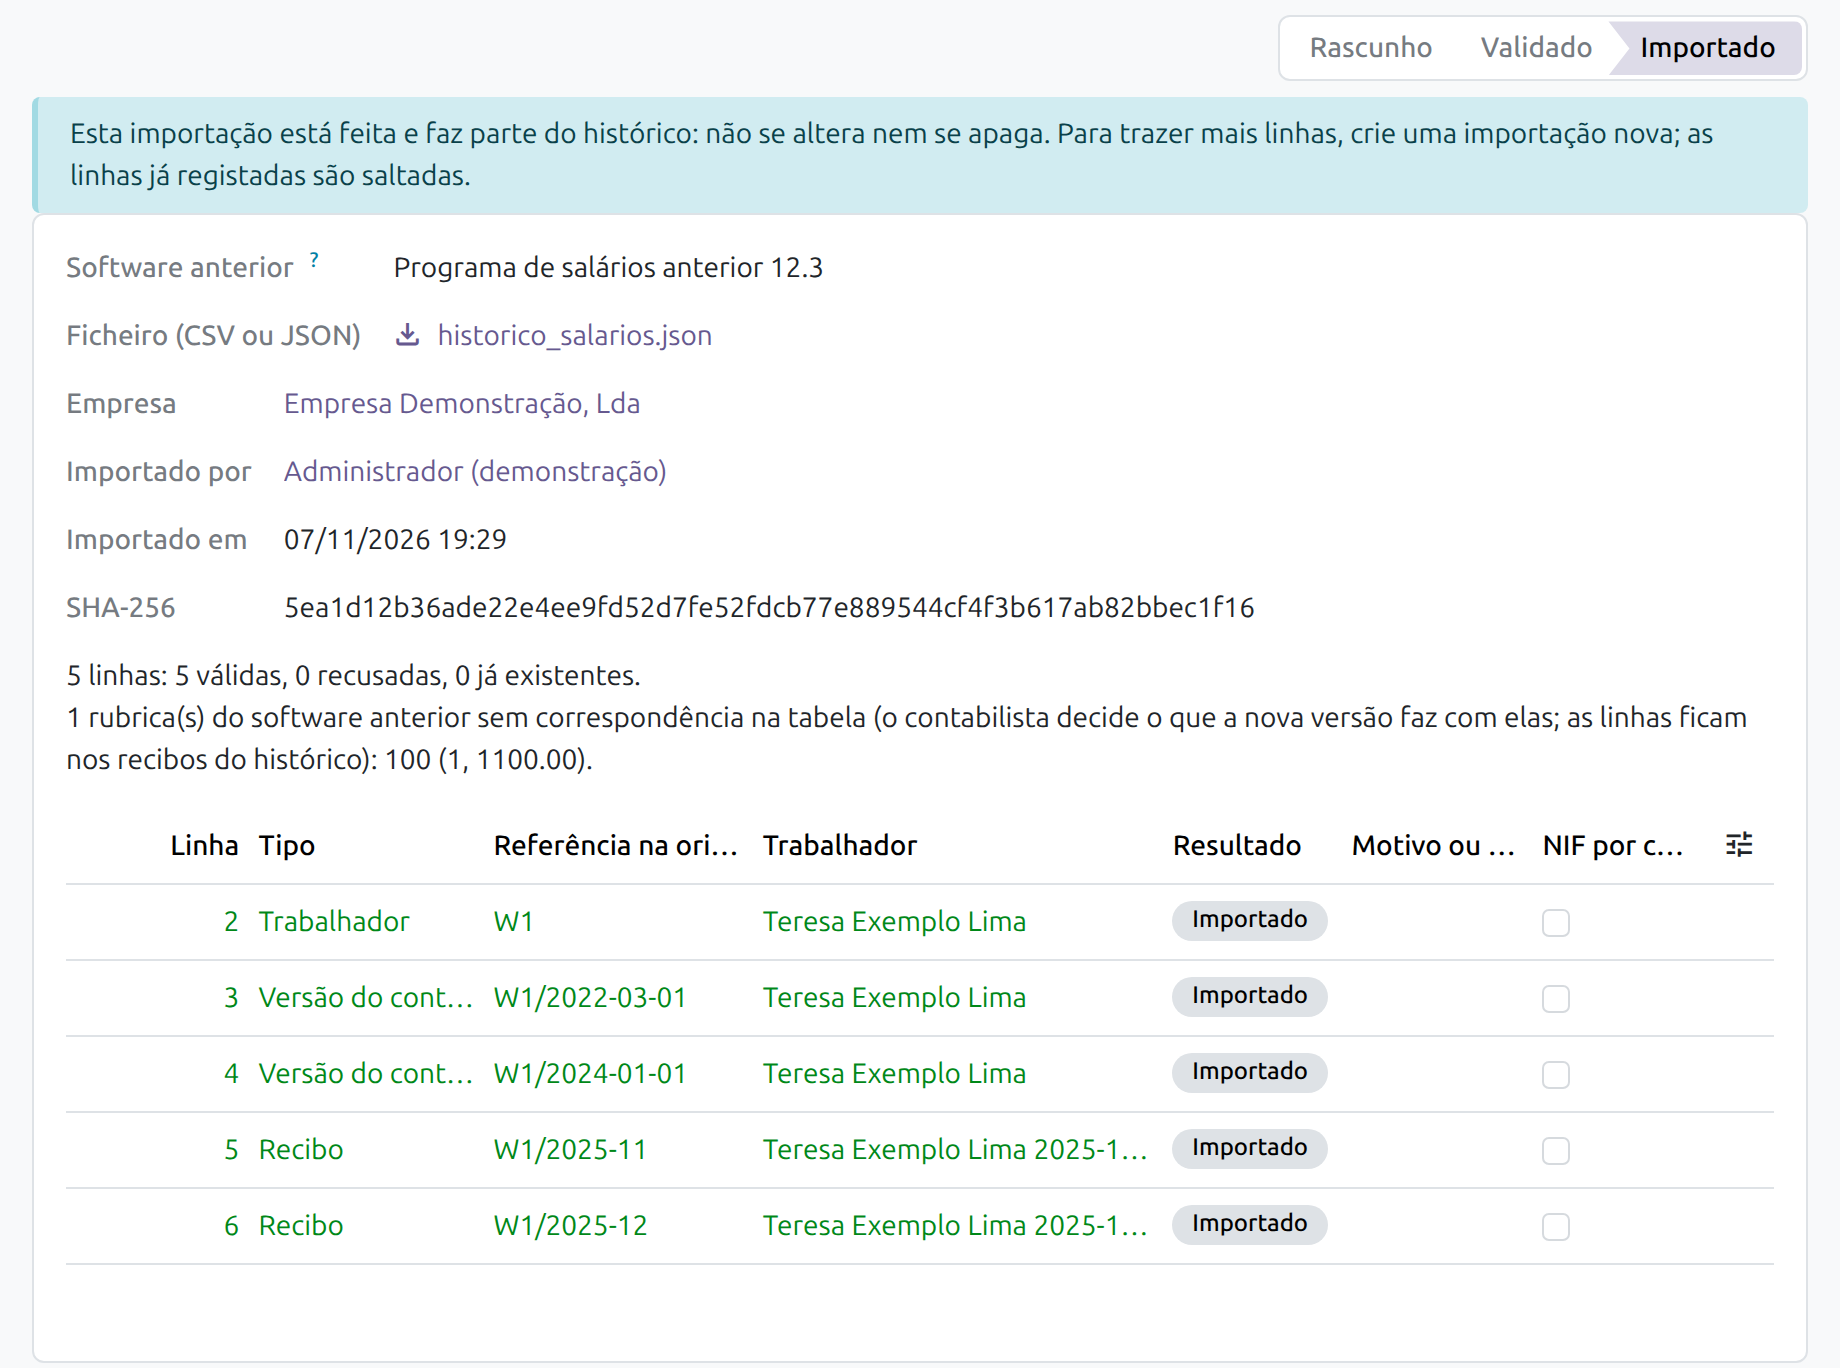 Rascunho Validado Importado
Esta importação está feita e faz parte do histórico: não se altera nem se apaga. Para trazer mais linhas, crie uma importação nova; as
linhas já registadas são saltadas.
Software anterior ? Programa de salários anterior 12.3
Ficheiro (CSV ou JSON) historico_salarios.json
Empresa Empresa Demonstração, Lda
Importado por Administrador (demonstração)
Importado em 07/11/2026 19:29
SHA-256 5ea1d12b36ade22e4ee9fd52d7fe52fdcb77e889544cf4f3b617ab82bbec1f16
5 linhas: 5 válidas, 0 recusadas, 0 já existentes.
1 rubrica(s) do software anterior sem correspondência na tabela (o contabilista decide o que a nova versão faz com elas; as linhas ficam
nos recibos do histórico): 100 (1, 1100.00).
Linha Tipo Referência na ori... Trabalhador Resultado Motivo ou ... NIF por c...
2 Trabalhador W1 Teresa Exemplo Lima Importado
3 Versão do cont... W1/2022-03-01 Teresa Exemplo Lima Importado
4 Versão do cont... W1/2024-01-01 Teresa Exemplo Lima Importado
5 Recibo W1/2025-11 Teresa Exemplo Lima 2025-1... Importado
6 Recibo W1/2025-12 Teresa Exemplo Lima 2025-1... Importado